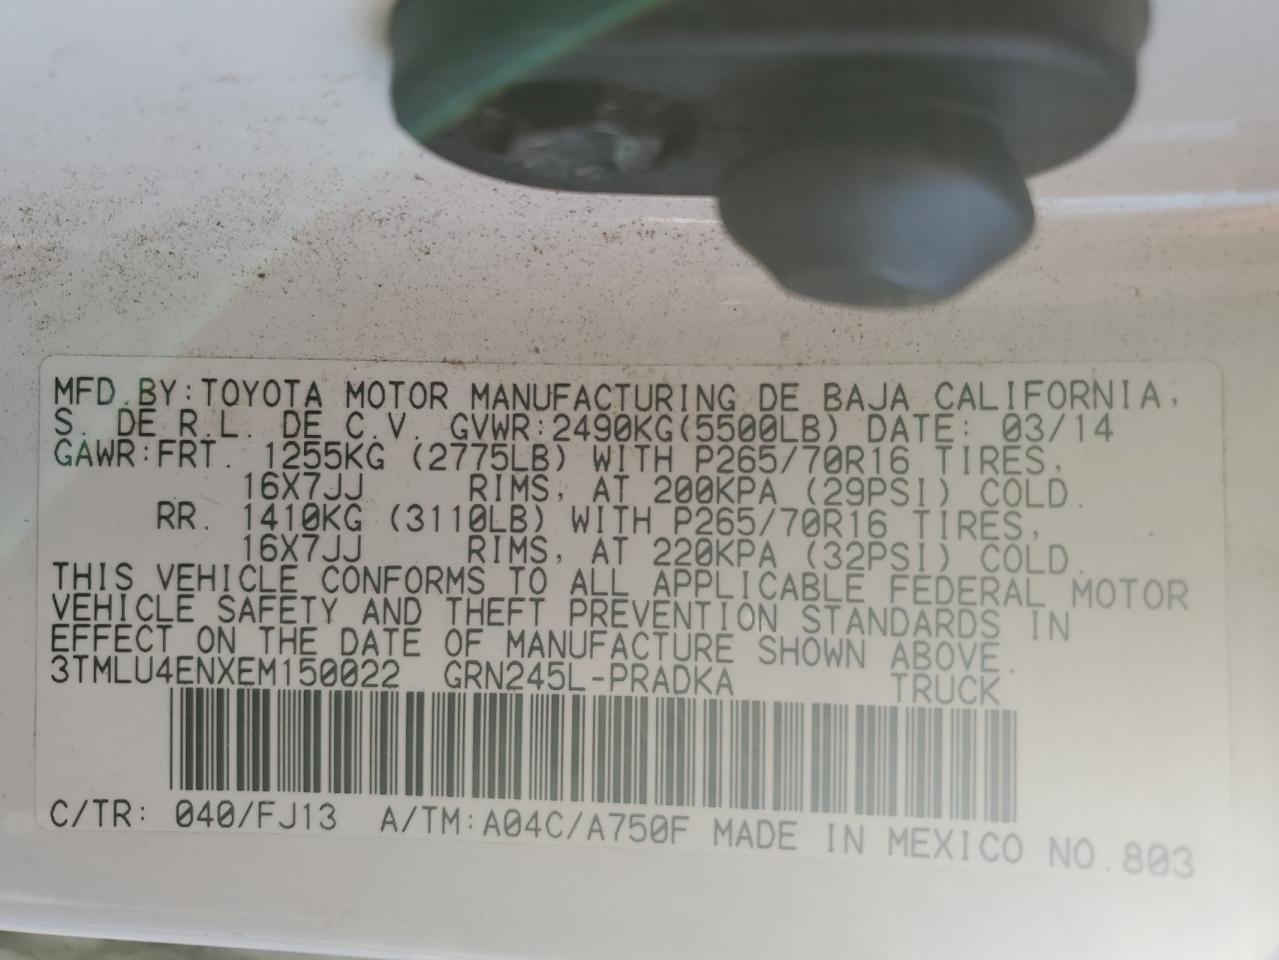 MFD.BY:TOYOTA MOTOR MANUFACTURING DE BAJA CALIFORNIA,
S. DE R.L. DE C.V. GVWR:2490KG(5500LB) DATE: 03/14
GAWR:FRT. 1255KG (2775LB) WITH P265/70R16 TIRES,
16X7JJ RIMS, AT 200KPA (29PSI) COLD.
RR. 1410KG (3110LB) WITH P265/70R16 TIRES,
16X7JJ RIMS, AT 220KPA (32PSI) COLD.
THIS VEHICLE CONFORMS TO ALL APPLICABLE FEDERAL MOTOR
VEHICLE SAFETY AND THEFT PREVENTION STANDARDS IN
EFFECT ON THE DATE OF MANUFACTURE SHOWN ABOVE.
3TMLU4ENXEM150022 GRN245L-PRADKA TRUCK
C/TR: 040/FJ13 A/TM:A04C/A750F MADE IN MEXICO NO.803